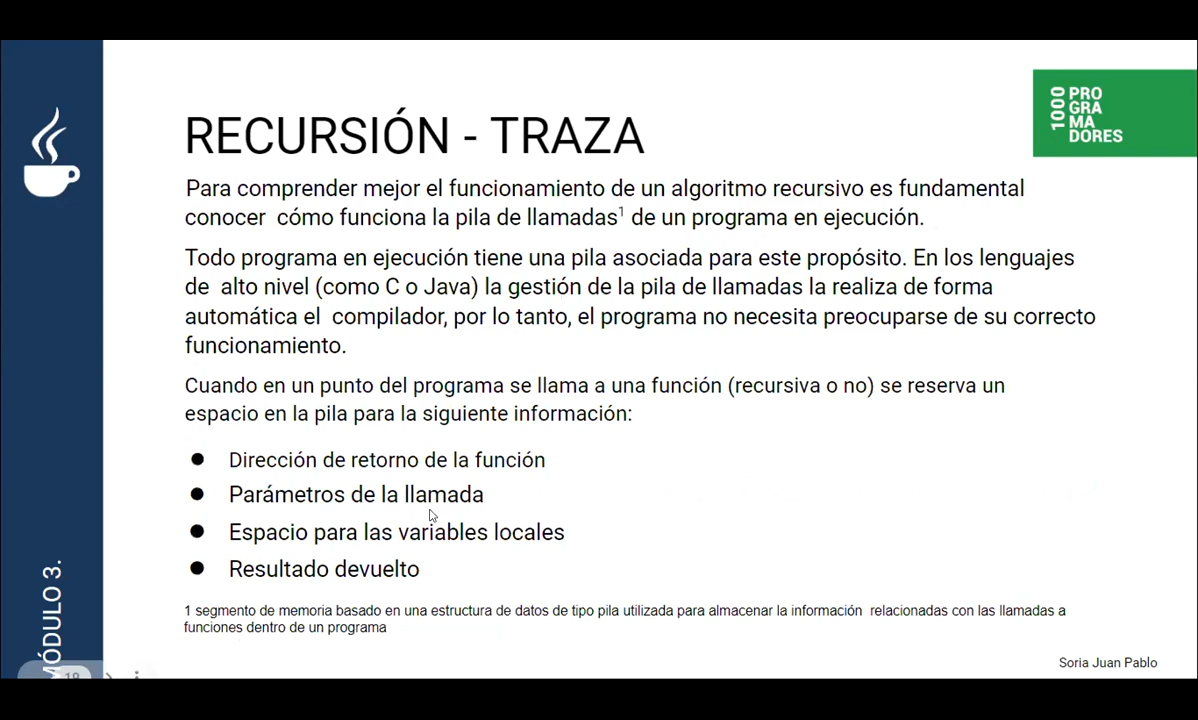 1000
PRO
GRA
MA
DORES
RECURSIÓN - TRAZA
Para comprender mejor el funcionamiento de un algoritmo recursivo es fundamental
conocer cómo funciona la pila de llamadas¹ de un programa en ejecución.
Todo programa en ejecución tiene una pila asociada para este propósito. En los lenguajes
de alto nivel (como C o Java) la gestión de la pila de llamadas la realiza de forma
automática el compilador, por lo tanto, el programa no necesita preocuparse de su correcto
funcionamiento.
Cuando en un punto del programa se llama a una función (recursiva o no) se reserva un
espacio en la pila para la siguiente información:
● Dirección de retorno de la función
● Parámetros de la llamada
● Espacio para las variables locales
● Resultado devuelto
1 segmento de memoria basado en una estructura de datos de tipo pila utilizada para almacenar la información relacionadas con las llamadas a
funciones dentro de un programa
MÓDULO 3.
19
Soria Juan Pablo